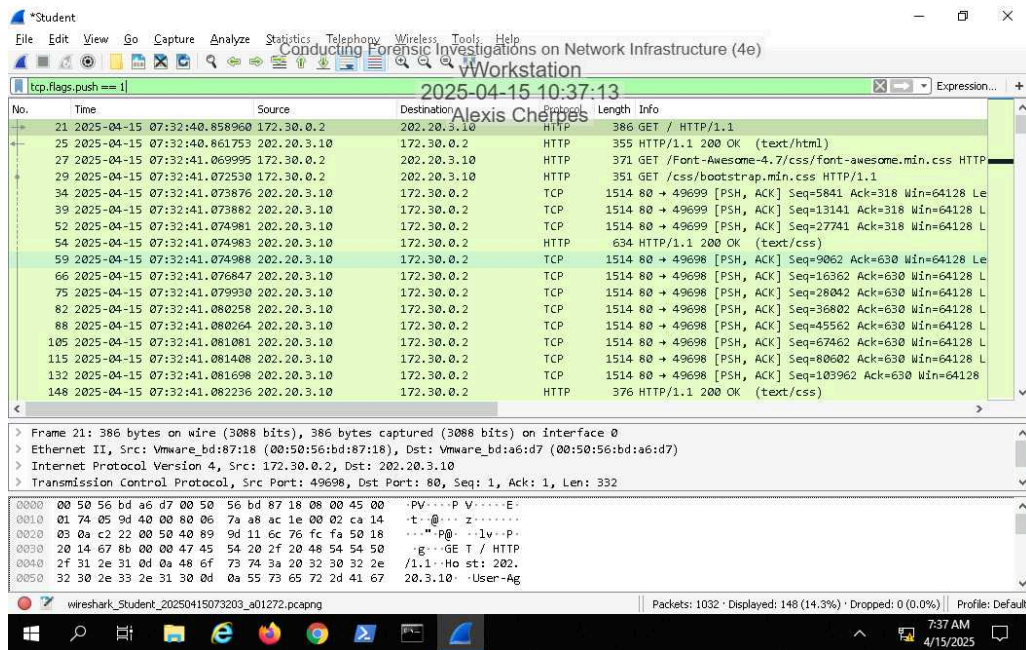 *Student
File Edit View Go Capture Analyze Statistics Telephony Wireless Tools Help
Conducting Forensic Investigations on Network Infrastructure (4e)
vWorkstation
2025-04-15 10:37:13
Alexis Cherpes
tcp.flags.push == 1
Expression... +
No. Time Source Destination Protocol Length Info
21 2025-04-15 07:32:40.858960 172.30.0.2 202.20.3.10 HTTP 386 GET / HTTP/1.1
25 2025-04-15 07:32:40.861753 202.20.3.10 172.30.0.2 HTTP 355 HTTP/1.1 200 OK (text/html)
27 2025-04-15 07:32:41.069995 172.30.0.2 202.20.3.10 HTTP 371 GET /Font-Awesome-4.7/css/font-awesome.min.css HTTP
29 2025-04-15 07:32:41.072530 172.30.0.2 202.20.3.10 HTTP 351 GET /css/bootstrap.min.css HTTP/1.1
34 2025-04-15 07:32:41.073876 202.20.3.10 172.30.0.2 TCP 1514 80 → 49699 [PSH, ACK] Seq=5841 Ack=318 Win=64128 Le
39 2025-04-15 07:32:41.073882 202.20.3.10 172.30.0.2 TCP 1514 80 → 49699 [PSH, ACK] Seq=13141 Ack=318 Win=64128 L
52 2025-04-15 07:32:41.074981 202.20.3.10 172.30.0.2 TCP 1514 80 → 49699 [PSH, ACK] Seq=27741 Ack=318 Win=64128 L
54 2025-04-15 07:32:41.074983 202.20.3.10 172.30.0.2 HTTP 634 HTTP/1.1 200 OK (text/css)
59 2025-04-15 07:32:41.074988 202.20.3.10 172.30.0.2 TCP 1514 80 → 49698 [PSH, ACK] Seq=9062 Ack=630 Win=64128 Le
66 2025-04-15 07:32:41.076847 202.20.3.10 172.30.0.2 TCP 1514 80 → 49698 [PSH, ACK] Seq=16362 Ack=630 Win=64128 L
75 2025-04-15 07:32:41.079930 202.20.3.10 172.30.0.2 TCP 1514 80 → 49698 [PSH, ACK] Seq=28042 Ack=630 Win=64128 L
82 2025-04-15 07:32:41.080258 202.20.3.10 172.30.0.2 TCP 1514 80 → 49698 [PSH, ACK] Seq=36802 Ack=630 Win=64128 L
88 2025-04-15 07:32:41.080264 202.20.3.10 172.30.0.2 TCP 1514 80 → 49698 [PSH, ACK] Seq=45562 Ack=630 Win=64128 L
105 2025-04-15 07:32:41.081081 202.20.3.10 172.30.0.2 TCP 1514 80 → 49698 [PSH, ACK] Seq=67462 Ack=630 Win=64128 L
115 2025-04-15 07:32:41.081408 202.20.3.10 172.30.0.2 TCP 1514 80 → 49698 [PSH, ACK] Seq=80602 Ack=630 Win=64128 L
132 2025-04-15 07:32:41.081698 202.20.3.10 172.30.0.2 TCP 1514 80 → 49698 [PSH, ACK] Seq=103962 Ack=630 Win=64128
148 2025-04-15 07:32:41.082236 202.20.3.10 172.30.0.2 HTTP 376 HTTP/1.1 200 OK (text/css)
> Frame 21: 386 bytes on wire (3088 bits), 386 bytes captured (3088 bits) on interface 0
> Ethernet II, Src: Vmware_bd:87:18 (00:50:56:bd:87:18), Dst: Vmware_bd:a6:d7 (00:50:56:bd:a6:d7)
> Internet Protocol Version 4, Src: 172.30.0.2, Dst: 202.20.3.10
> Transmission Control Protocol, Src Port: 49698, Dst Port: 80, Seq: 1, Ack: 1, Len: 332
0000 00 50 56 bd a6 d7 00 50 56 bd 87 18 08 00 45 00 ·PV····P V·····E·
0010 01 74 05 9d 40 00 80 06 7a a8 ac 1e 00 02 ca 14 ·t··@··· z·······
0020 03 0a c2 22 00 50 40 89 9d 11 6c 76 fc fa 50 18 ···"·P@· ··lv··P·
0030 20 14 67 8b 00 00 47 45 54 20 2f 20 48 54 54 50 ·g···GE T / HTTP
0040 2f 31 2e 31 0d 0a 48 6f 73 74 3a 20 32 30 32 2e /1.1··Ho st: 202.
0050 32 30 2e 33 2e 31 30 0d 0a 55 73 65 72 2d 41 67 20.3.10· ·User-Ag
wireshark_Student_20250415073203_a01272.pcapng Packets: 1032 · Displayed: 148 (14.3%) · Dropped: 0 (0.0%) Profile: Default
7:37 AM
4/15/2025